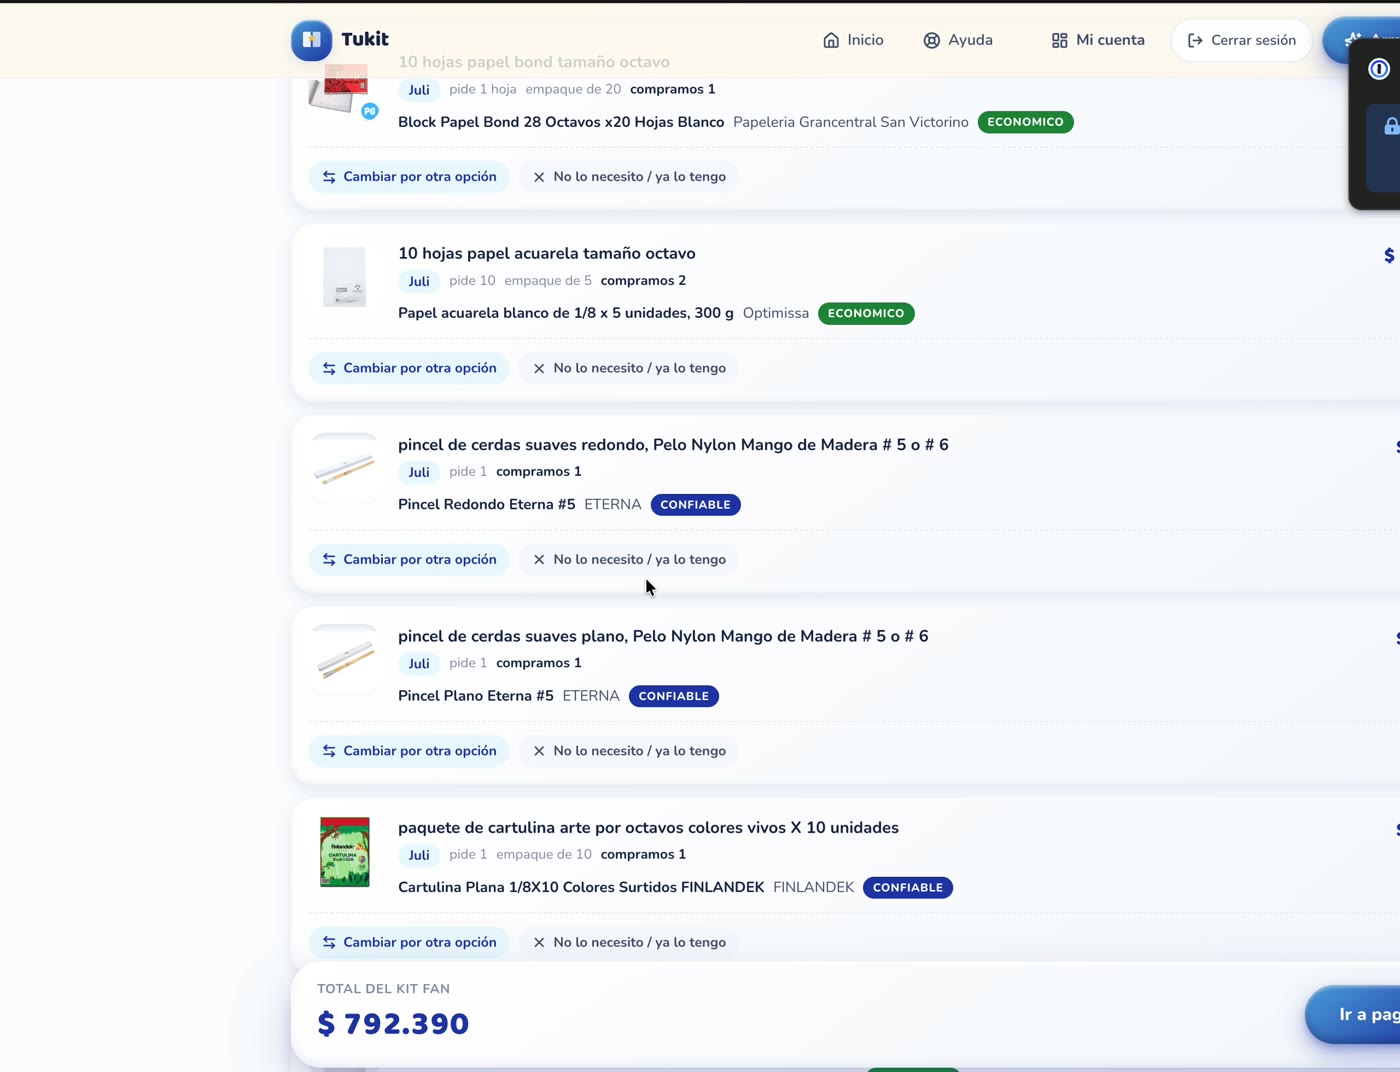 Tukit
Inicio
Ayuda
Mi cuenta
Cerrar sesión
10 hojas papel bond tamaño octavo
Juli pide 1 hoja empaque de 20 compramos 1
PG
Block Papel Bond 28 Octavos x20 Hojas Blanco Papeleria Grancentral San Victorino ECONOMICO
Cambiar por otra opción No lo necesito / ya lo tengo
10 hojas papel acuarela tamaño octavo $
Juli pide 10 empaque de 5 compramos 2
Papel acuarela blanco de 1/8 x 5 unidades, 300 g Optimissa ECONOMICO
Cambiar por otra opción No lo necesito / ya lo tengo
pincel de cerdas suaves redondo, Pelo Nylon Mango de Madera # 5 o # 6
Juli pide 1 compramos 1
Pincel Redondo Eterna #5 ETERNA CONFIABLE
Cambiar por otra opción No lo necesito / ya lo tengo
pincel de cerdas suaves plano, Pelo Nylon Mango de Madera # 5 o # 6
Juli pide 1 compramos 1
Pincel Plano Eterna #5 ETERNA CONFIABLE
Cambiar por otra opción No lo necesito / ya lo tengo
paquete de cartulina arte por octavos colores vivos X 10 unidades
Juli pide 1 empaque de 10 compramos 1
finlandek
CARTULINA
SURTIDA
Cartulina Plana 1/8X10 Colores Surtidos FINLANDEK FINLANDEK CONFIABLE
Cambiar por otra opción No lo necesito / ya lo tengo
TOTAL DEL KIT FAN
$ 792.390
Ir a pag